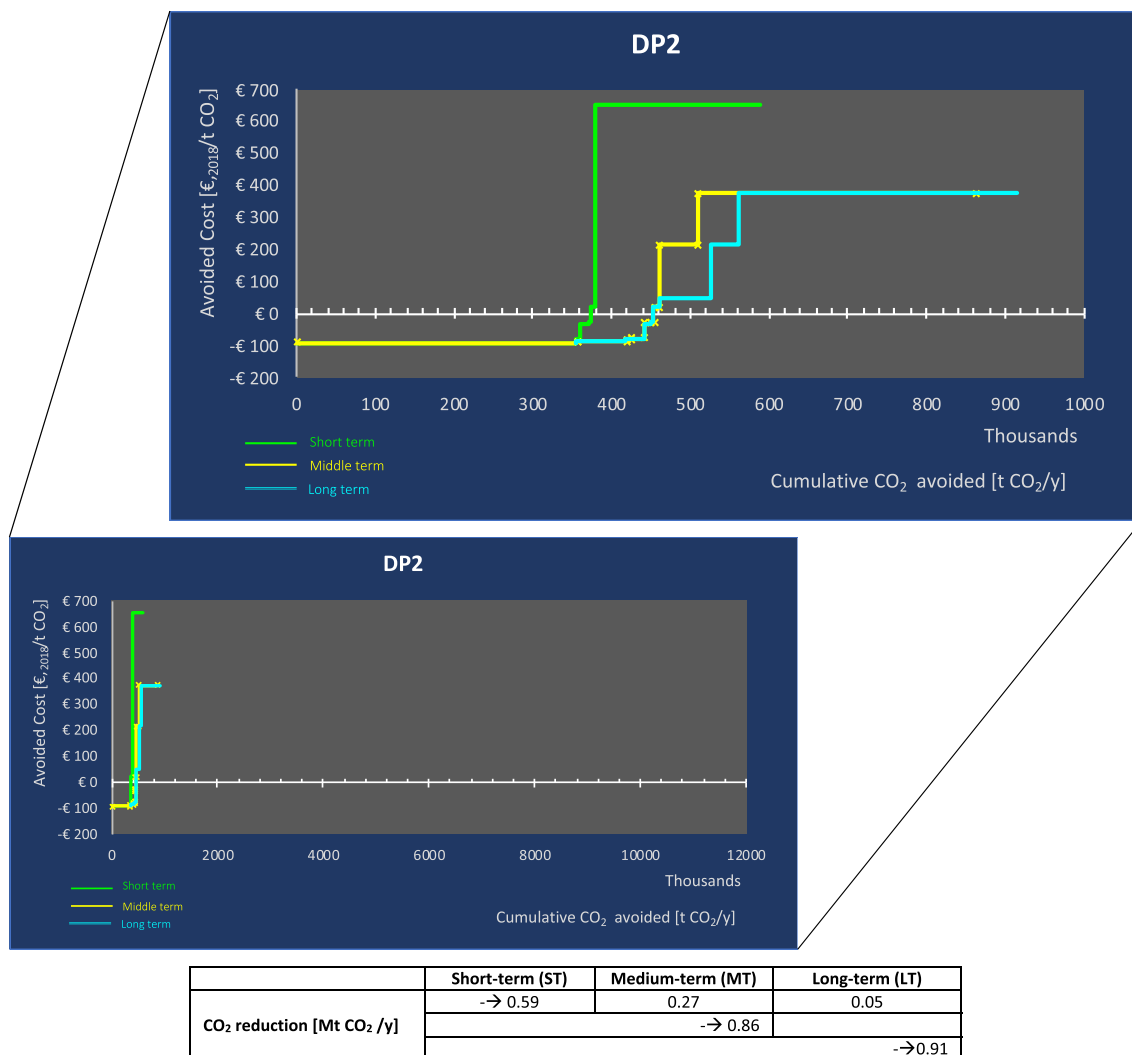 DP2
Avoided Cost [€,2018/t CO2]
€ 700
€ 600
€ 500
€ 400
€ 300
€ 200
€ 100
€ 0
-€ 100
-€ 200
0 100 200 300 400 500 600 700 800 900 1000
Thousands
Cumulative CO2 avoided [t CO2/y]
Short term
Middle term
Long term
DP2
Avoided Cost [€,2018/t CO2]
€ 700
€ 600
€ 500
€ 400
€ 300
€ 200
€ 100
€ 0
-€ 100
-€ 200
0 2000 4000 6000 8000 10000 12000
Thousands
Cumulative CO2 avoided [t CO2/y]
Short term
Middle term
Long term
Short-term (ST) Medium-term (MT) Long-term (LT)
CO2 reduction [Mt CO2 /y]
-→ 0.59 0.27 0.05
-→ 0.86
-→0.91